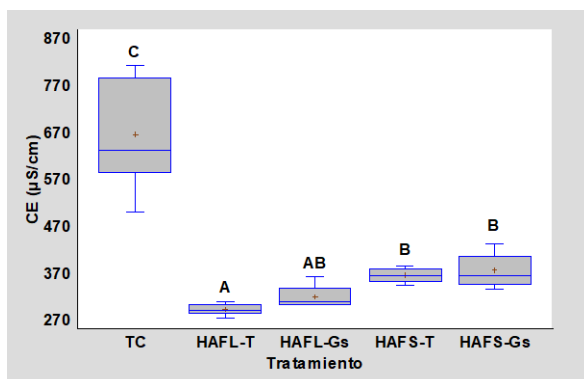 870
770
670
570
470
370
270
CE (µS/cm)
C
A
AB
B
B
TC HAFL-T HAFL-Gs HAFS-T HAFS-Gs
Tratamiento